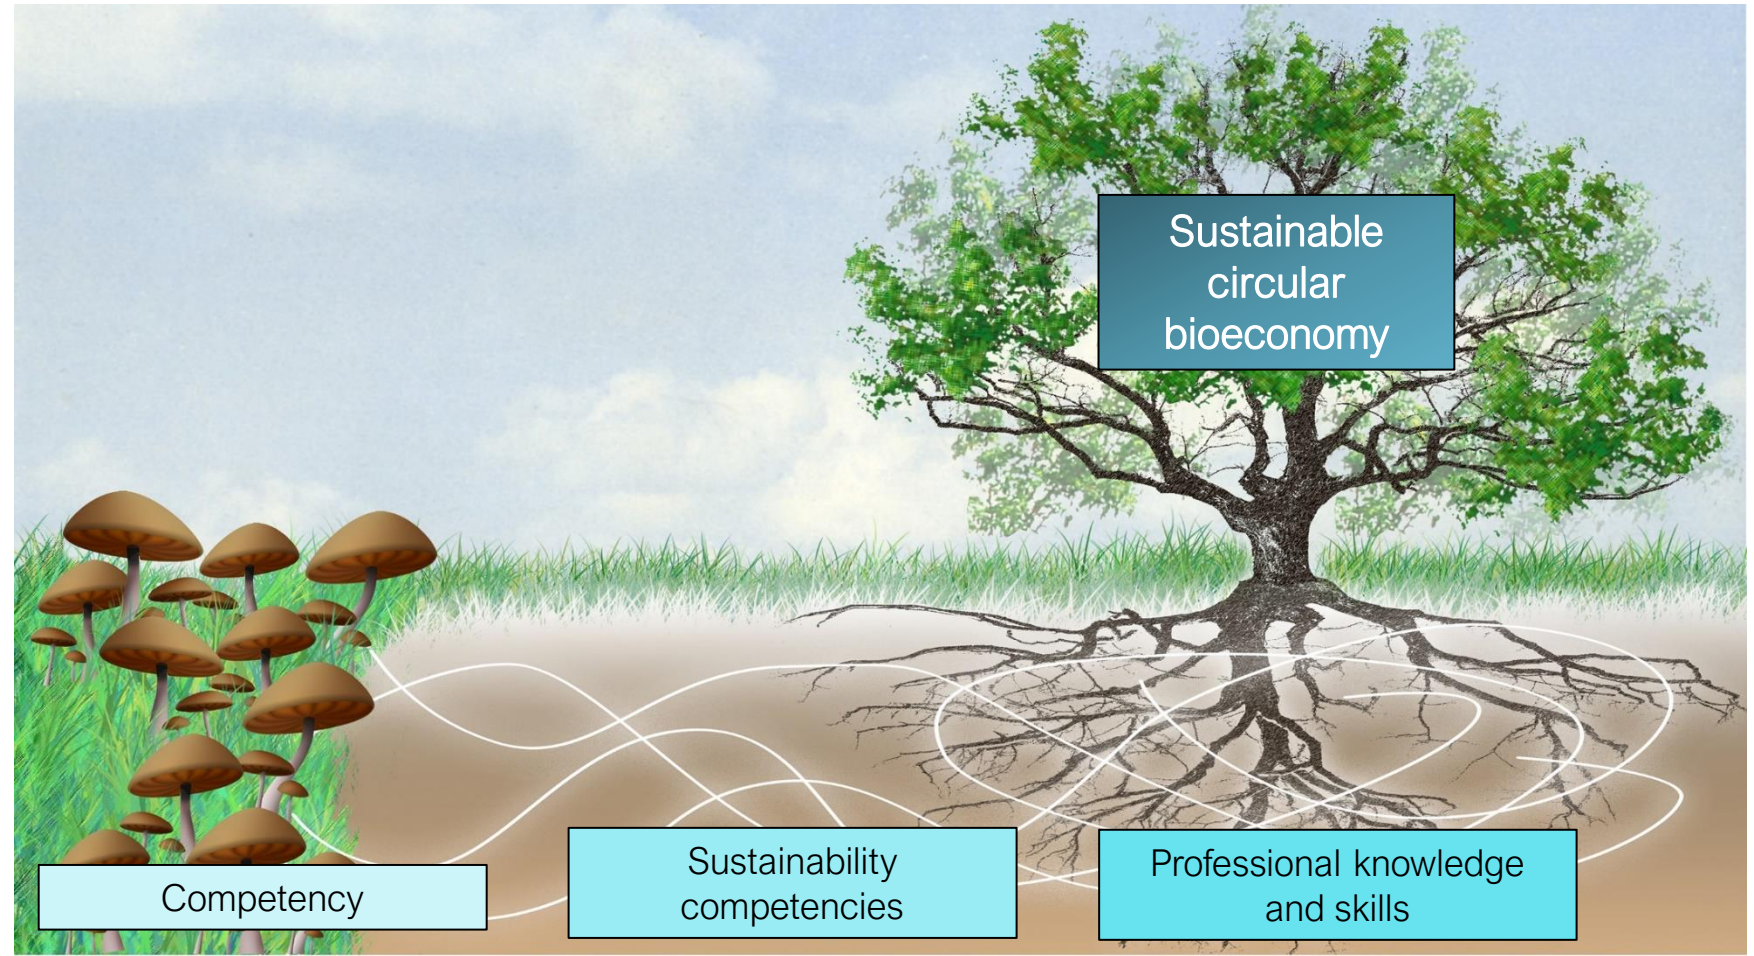 Sustainable
circular
bioeconomy
Competency
Sustainability
competencies
Professional knowledge
and skills